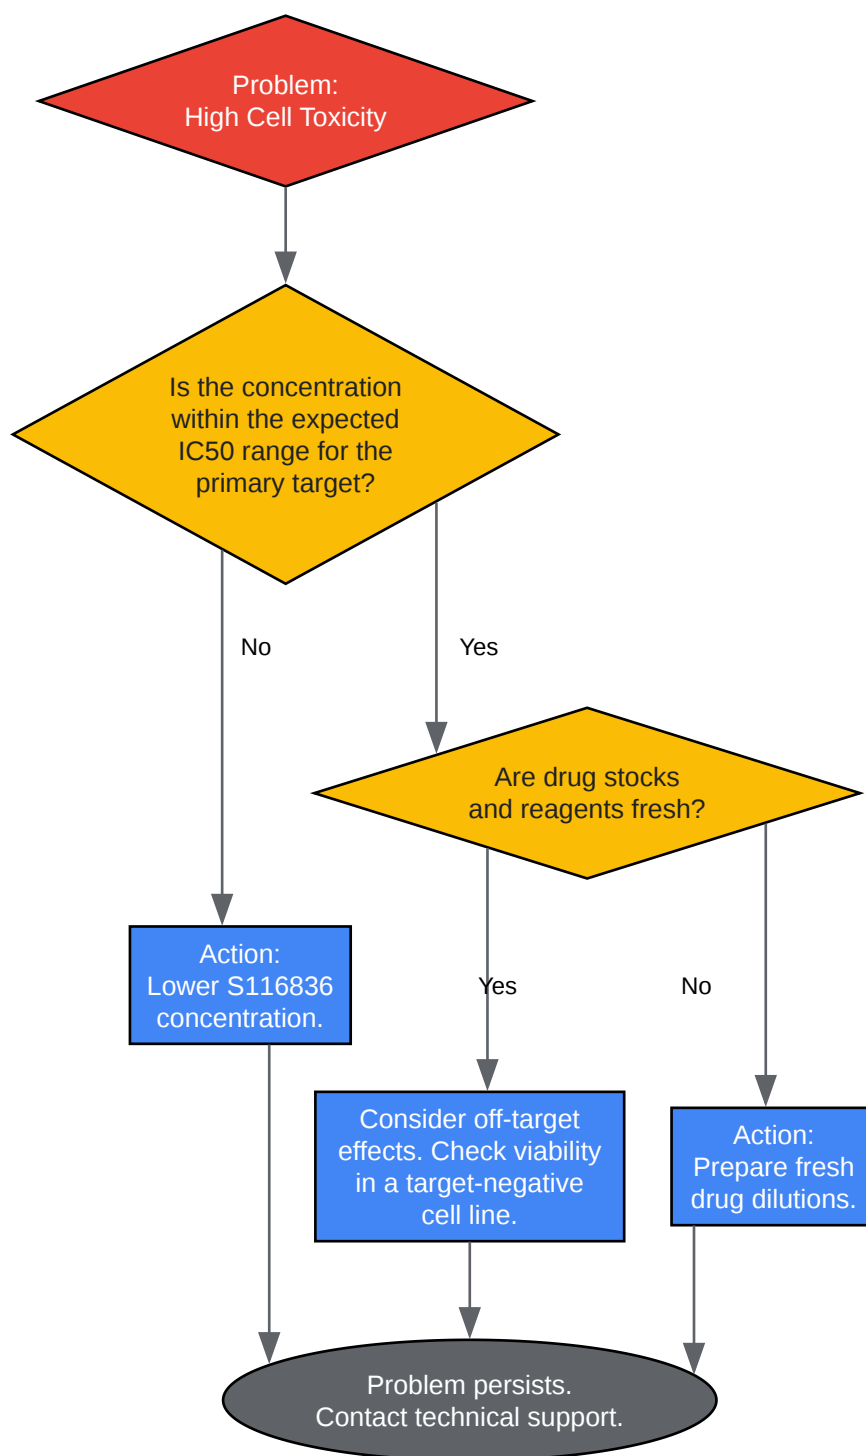 Problem:
High Cell Toxicity
Is the concentration
within the expected
IC50 range for the
primary target?
No
Yes
Are drug stocks
and reagents fresh?
Action:
Lower S116836
concentration.
Yes
No
Consider off-target
effects. Check viability
in a target-negative
cell line.
Action:
Prepare fresh
drug dilutions.
Problem persists.
Contact technical support.